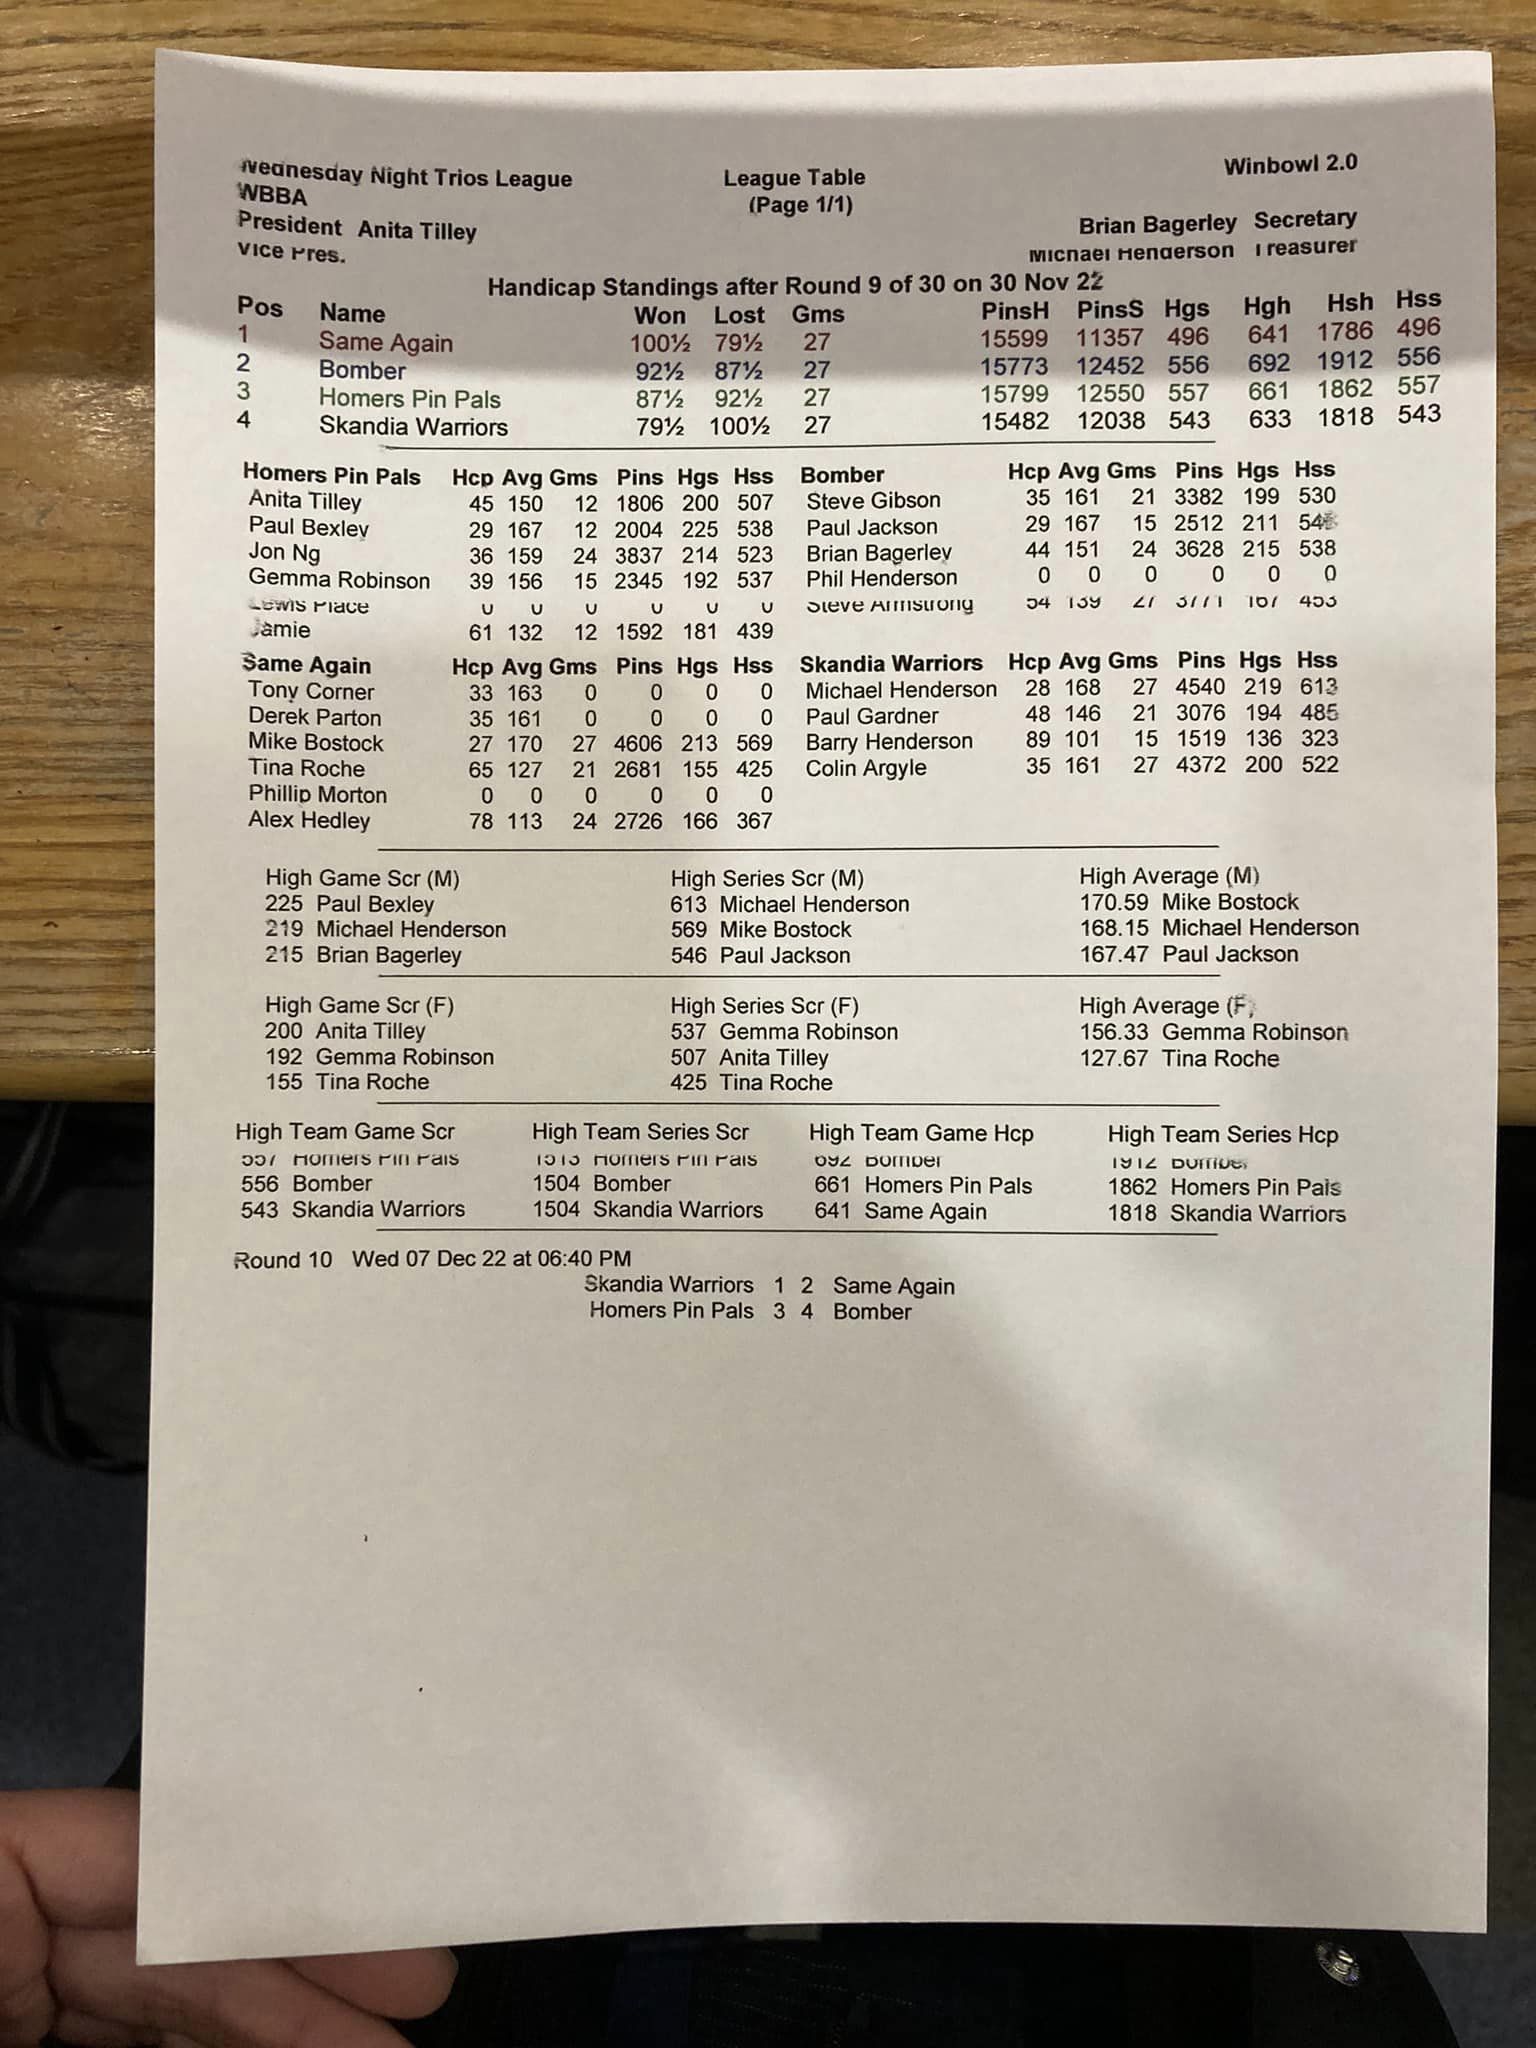 Wednesday Night Trios League League Table Winbowl 2.0
WBBA (Page 1/1)
President Anita Tilley Brian Bagerley Secretary
Vice Pres. Michael Henderson Treasurer
Handicap Standings after Round 9 of 30 on 30 Nov 22
Pos Name Won Lost Gms PinsH PinsS Hgs Hgh Hsh Hss
1 Same Again 100½ 79½ 27 15599 11357 496 641 1786 496
2 Bomber 92½ 87½ 27 15773 12452 556 692 1912 556
3 Homers Pin Pals 87½ 92½ 27 15799 12550 557 661 1862 557
4 Skandia Warriors 79½ 100½ 27 15482 12038 543 633 1818 543
Homers Pin Pals Hcp Avg Gms Pins Hgs Hss Bomber Hcp Avg Gms Pins Hgs Hss
Anita Tilley 45 150 12 1806 200 507 Steve Gibson 35 161 21 3382 199 530
Paul Bexley 29 167 12 2004 225 538 Paul Jackson 29 167 15 2512 211 546
Jon Ng 36 159 24 3837 214 523 Brian Bagerley 44 151 24 3628 215 538
Gemma Robinson 39 156 15 2345 192 537 Phil Henderson 0 0 0 0 0 0
Lewis Place 0 0 0 0 0 0 Steve Armstrong 54 139 27 3771 167 453
Jamie 61 132 12 1592 181 439
Same Again Hcp Avg Gms Pins Hgs Hss Skandia Warriors Hcp Avg Gms Pins Hgs Hss
Tony Corner 33 163 0 0 0 0 Michael Henderson 28 168 27 4540 219 613
Derek Parton 35 161 0 0 0 0 Paul Gardner 48 146 21 3076 194 485
Mike Bostock 27 170 27 4606 213 569 Barry Henderson 89 101 15 1519 136 323
Tina Roche 65 127 21 2681 155 425 Colin Argyle 35 161 27 4372 200 522
Phillip Morton 0 0 0 0 0 0
Alex Hedley 78 113 24 2726 166 367
High Game Scr (M) High Series Scr (M) High Average (M)
225 Paul Bexley 613 Michael Henderson 170.59 Mike Bostock
219 Michael Henderson 569 Mike Bostock 168.15 Michael Henderson
215 Brian Bagerley 546 Paul Jackson 167.47 Paul Jackson
High Game Scr (F) High Series Scr (F) High Average (F)
200 Anita Tilley 537 Gemma Robinson 156.33 Gemma Robinson
192 Gemma Robinson 507 Anita Tilley 127.67 Tina Roche
155 Tina Roche 425 Tina Roche
High Team Game Scr High Team Series Scr High Team Game Hcp High Team Series Hcp
557 Homers Pin Pals 1513 Homers Pin Pals 692 Bomber 1912 Bomber
556 Bomber 1504 Bomber 661 Homers Pin Pals 1862 Homers Pin Pals
543 Skandia Warriors 1504 Skandia Warriors 641 Same Again 1818 Skandia Warriors
Round 10 Wed 07 Dec 22 at 06:40 PM
Skandia Warriors 1 2 Same Again
Homers Pin Pals 3 4 Bomber